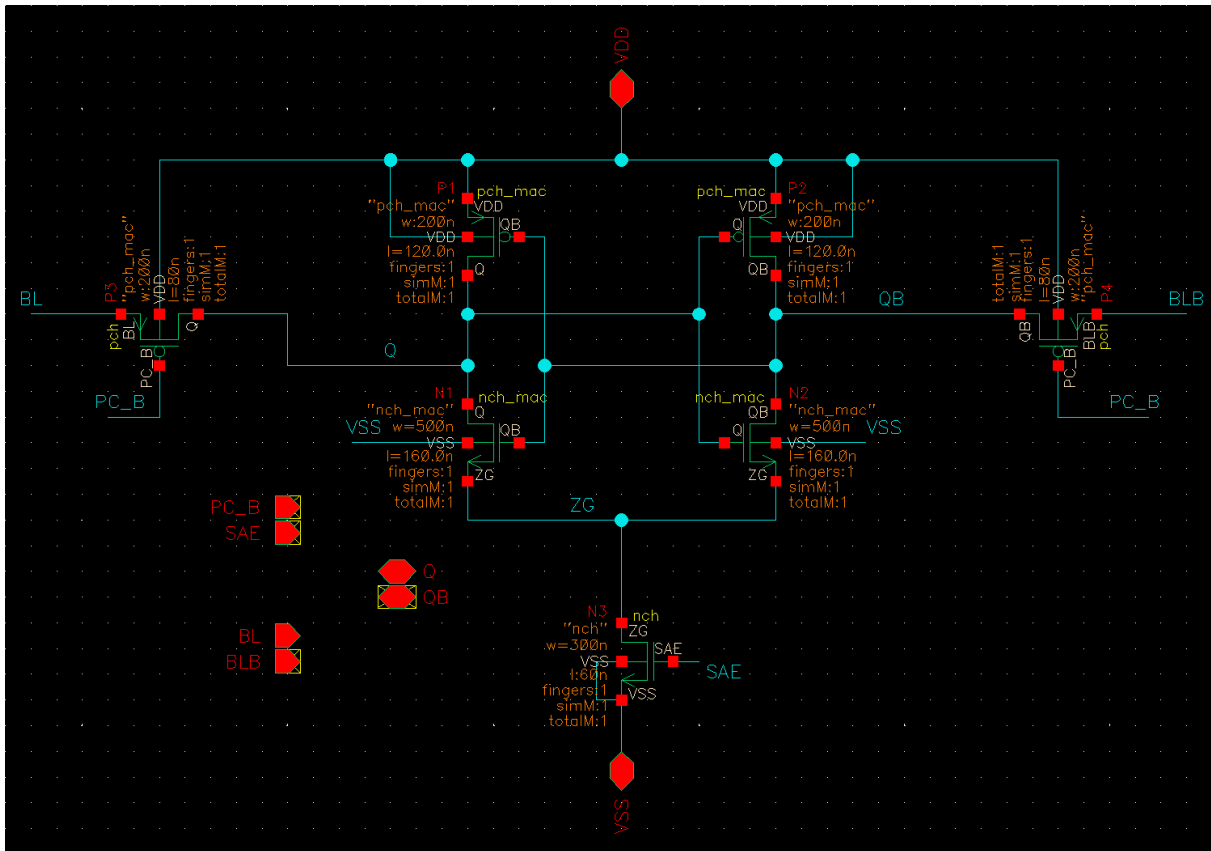 VDD
P1
pch_mac
"pch_mac"
w:200n
VDD
QB
VDD
l=120.0n
fingers:1
simM:1
totalM:1
Q
pch_mac
P2
"pch_mac"
w:200n
VDD
Q
VDD
l=120.0n
fingers:1
simM:1
totalM:1
QB
BL
P3
"pch_mac"
w:200n
l=80n
fingers:1
simM:1
totalM:1
VDD
BL
Q
pch
PC_B
PC_B
Q
QB
totalM:1
simM:1
fingers:1
l=80n
w:200n
"pch_mac"
P4
VDD
QB
BLB
pch
PC_B
BLB
PC_B
N1
nch_mac
"nch_mac"
w=500n
Q
QB
VSS
VSS
l=160.0n
fingers:1
simM:1
totalM:1
ZG
nch_mac
N2
"nch_mac"
w=500n
QB
Q
VSS
VSS
l=160.0n
fingers:1
simM:1
totalM:1
ZG
ZG
PC_B
SAE
Q
QB
BL
BLB
N3
nch
"nch"
w=300n
ZG
SAE
VSS
SAE
l:60n
fingers:1
simM:1
totalM:1
VSS
VSS